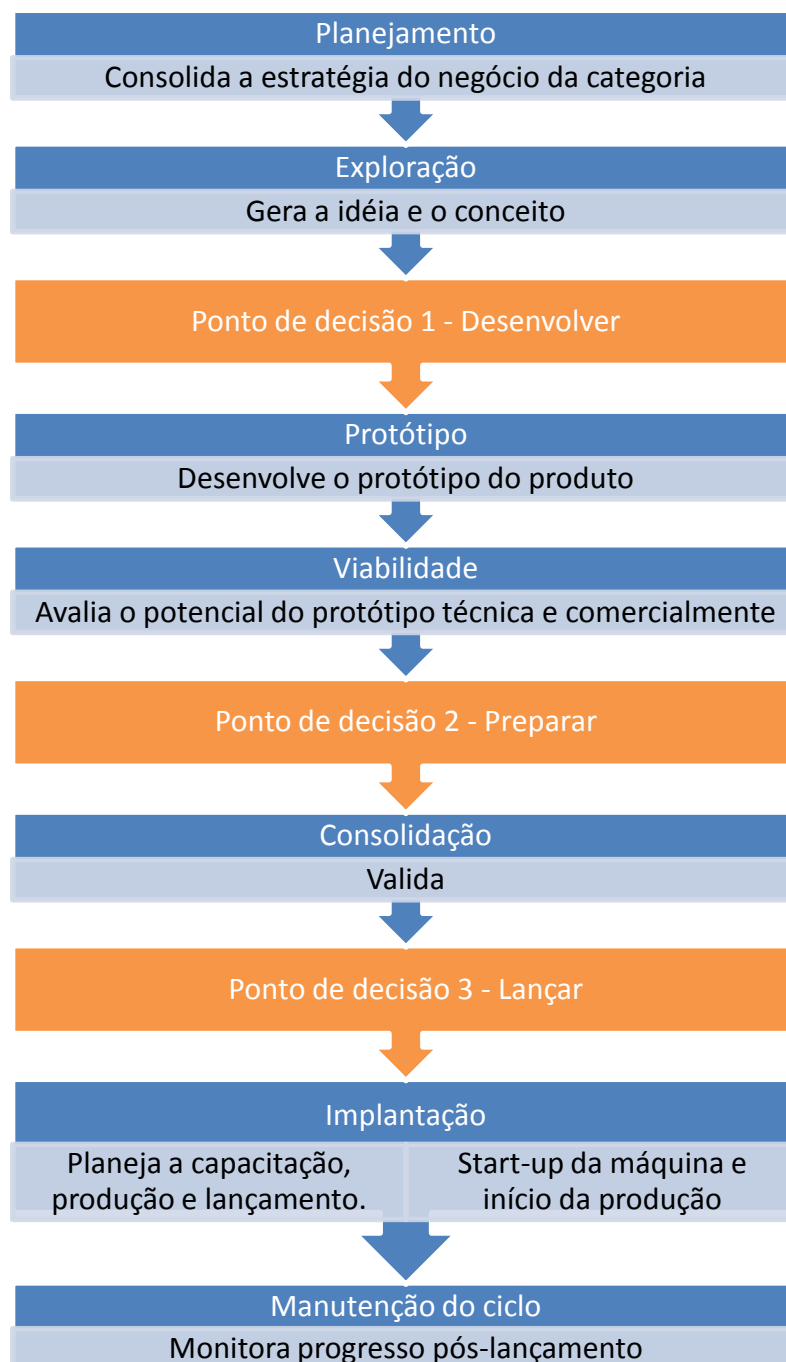 Planejamento
Consolida a estratégia do negócio da categoria
Exploração
Gera a idéia e o conceito
Ponto de decisão 1 - Desenvolver
Protótipo
Desenvolve o protótipo do produto
Viabilidade
Avalia o potencial do protótipo técnica e comercialmente
Ponto de decisão 2 - Preparar
Consolidação
Valida
Ponto de decisão 3 - Lançar
Implantação
Planeja a capacitação,
produção e lançamento.
Start-up da máquina e
início da produção
Manutenção do ciclo
Monitora progresso pós-lançamento